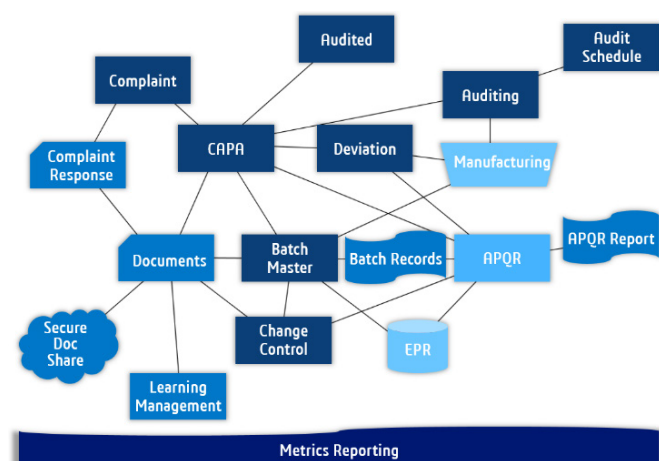 Audited
Audit
Schedule
Complaint
Auditing
CAPA
Deviation
Manufacturing
Complaint
Response
Documents
Batch
Master
Batch Records
APQR
APQR Report
Secure
Doc
Share
Change
Control
EPR
Learning
Management
Metrics Reporting